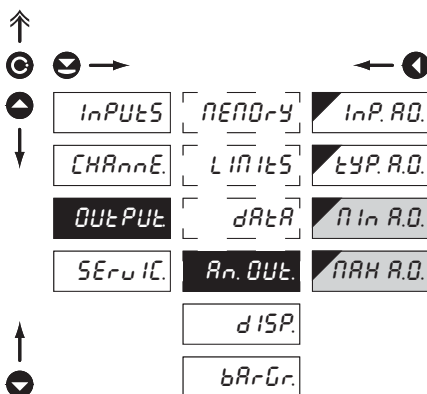 InPUtS MEMOrY InP. A.O.
CHAnnE. LIMItS tYP. A.O.
OUtPUt. dAtA MIn A.O.
SErvIC. An. OUt. MAX A.O.
dISP.
bArGr.